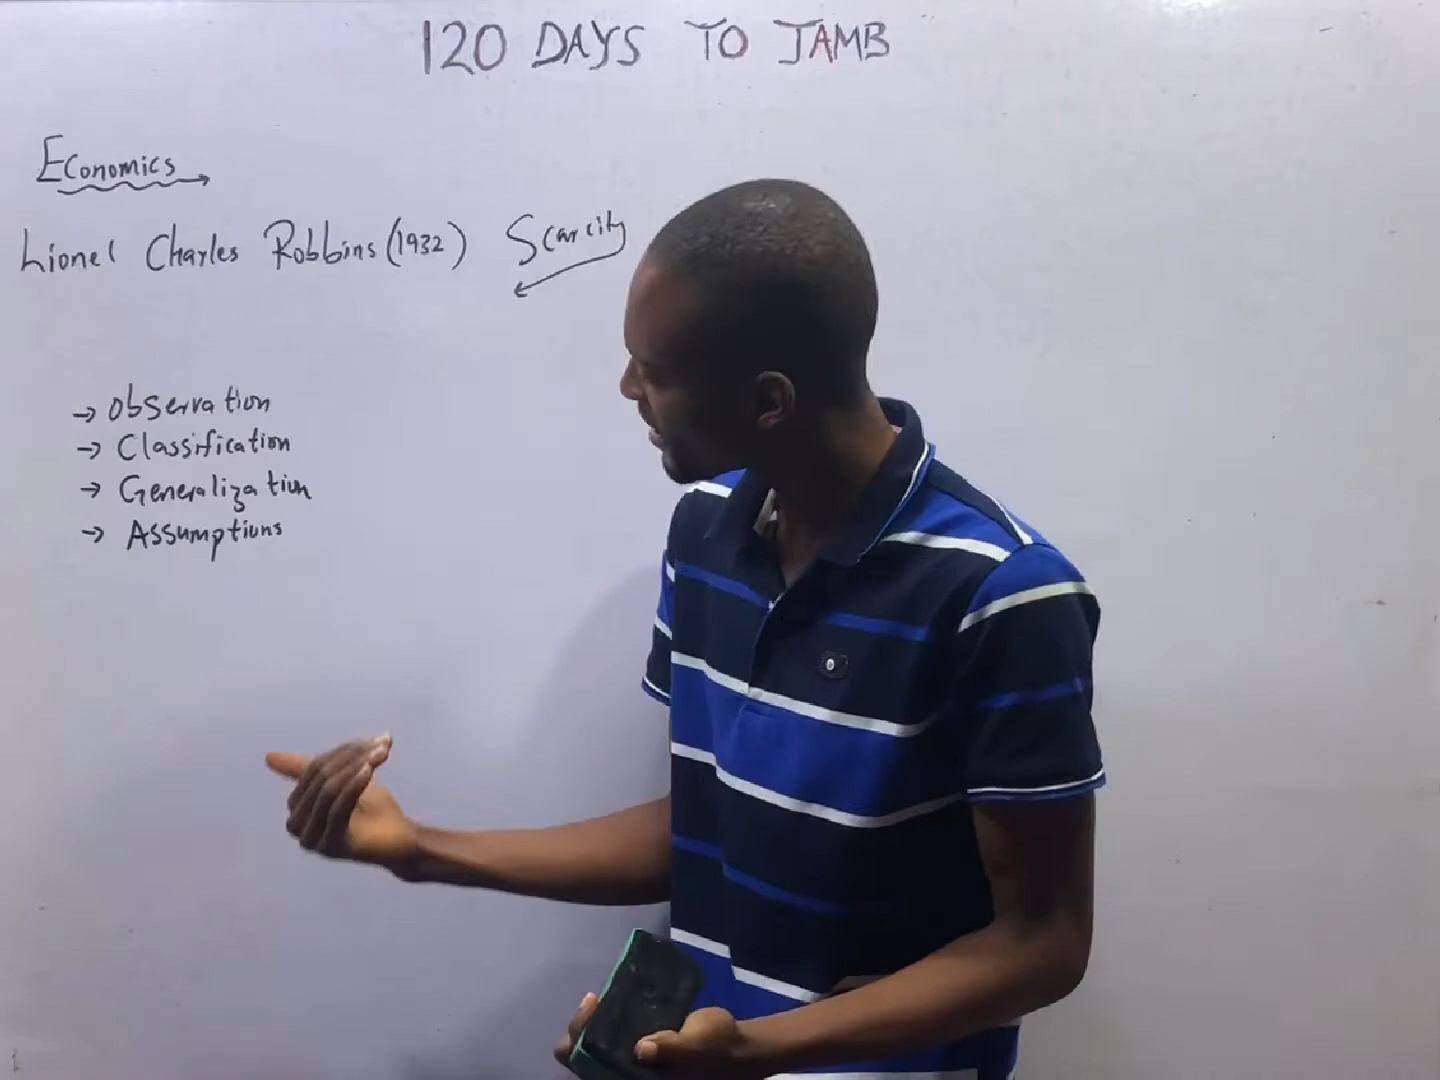 120 DAYS TO JAMB
Economics
Lionel Charles Robbins (1932) Scarcity
→ Observation
→ Classification
→ Generalization
→ Assumptions